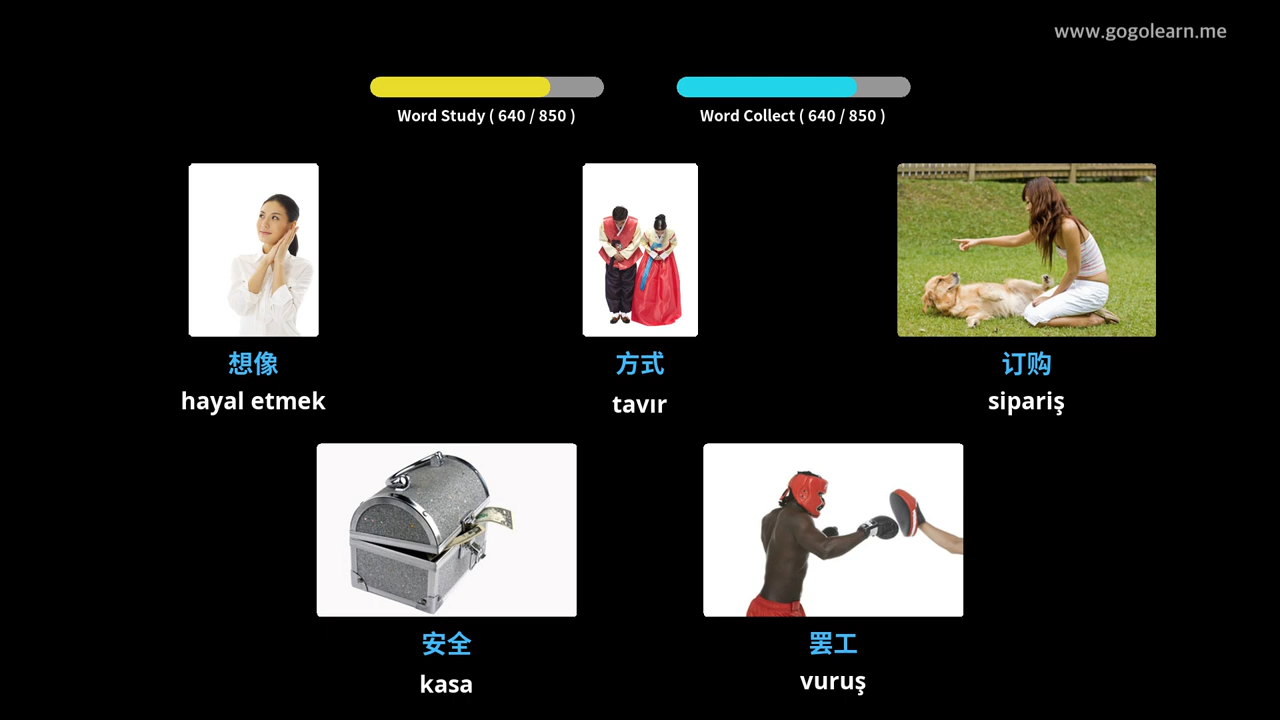 www.gogolearn.me
Word Study ( 640 / 850 )
Word Collect ( 640 / 850 )
想像
hayal etmek
方式
tavır
订购
sipariş
安全
kasa
罢工
vuruş